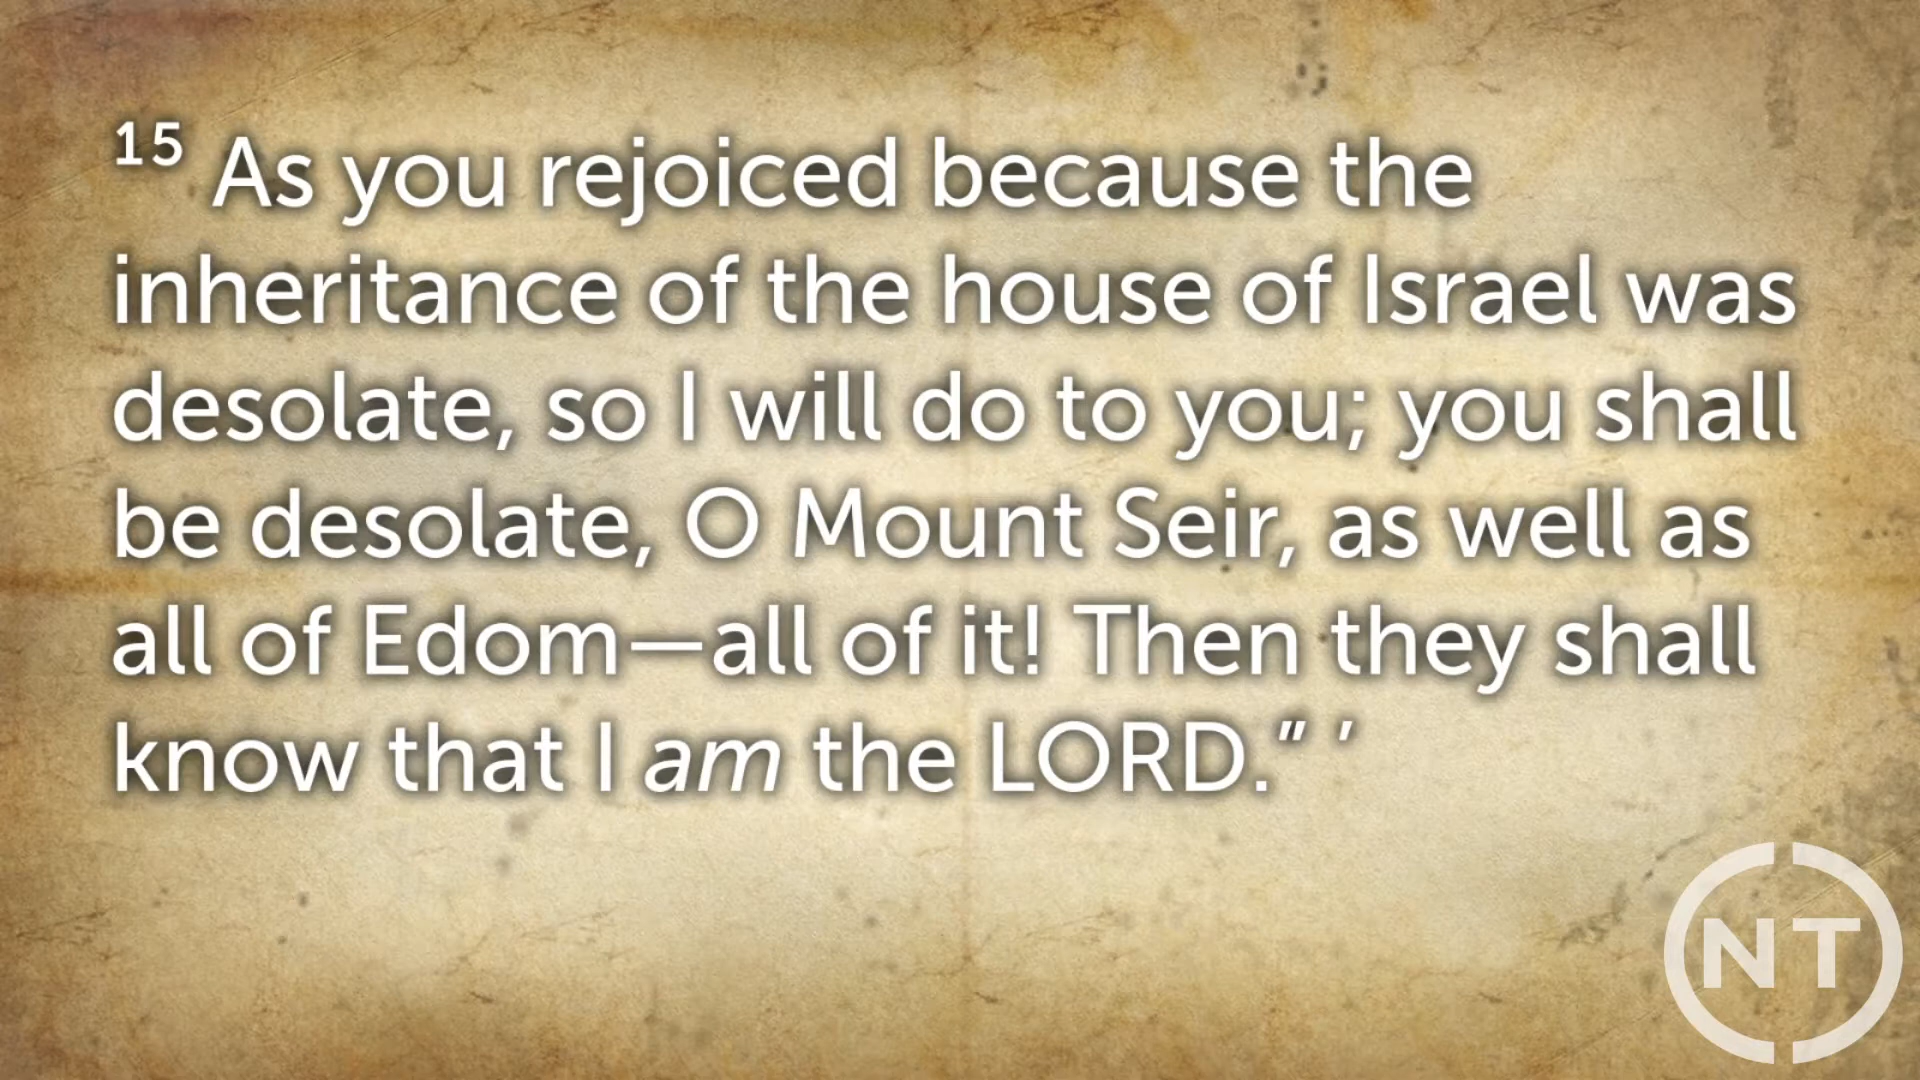 15 As you rejoiced because the
inheritance of the house of Israel was
desolate, so I will do to you; you shall
be desolate, O Mount Seir, as well as
all of Edom—all of it! Then they shall
know that I am the LORD.” ’
NT